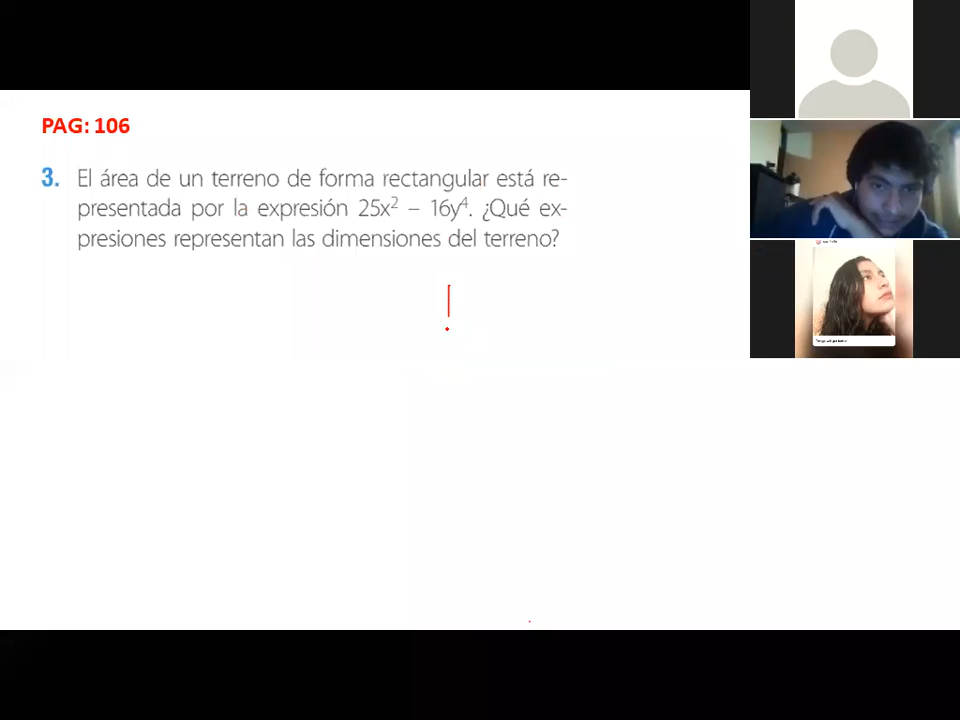 PAG: 106
3. El área de un terreno de forma rectangular está re-
presentada por la expresión 25x² – 16y⁴. ¿Qué ex-
presiones representan las dimensiones del terreno?